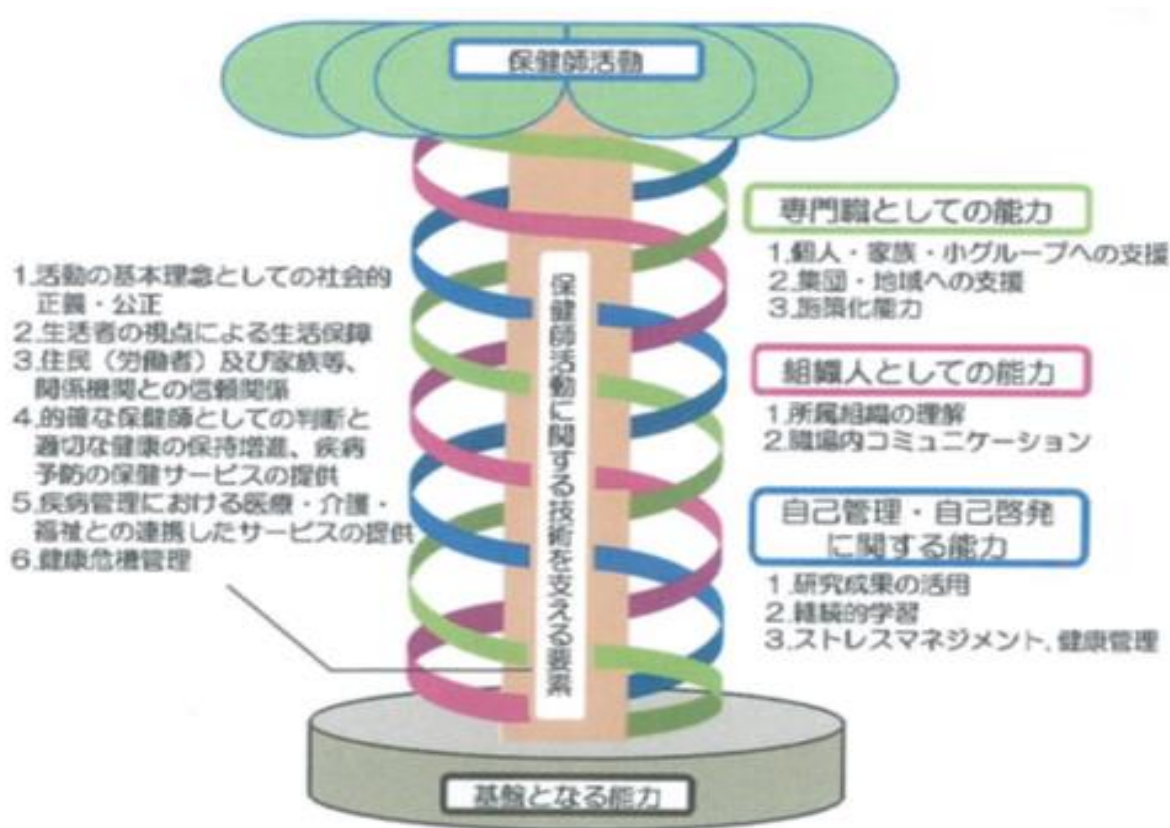 保健師活動
1.活動の基本理念としての社会的
正義・公正
2.生活者の視点による生活保障
3.住民（労働者）及び家族等、
関係機関との信頼関係
4.的確な保健師としての判断と
適切な健康の保持増進、疾病
予防の保健サービスの提供
5.疾病管理における医療・介護・
福祉との連携したサービスの提供
6.健康危機管理
保健師活動に関する技術を支える要素
専門職としての能力
1.個人・家族・小グループへの支援
2.集団・地域への支援
3.施策化能力
組織人としての能力
1.所属組織の理解
2.職場内コミュニケーション
自己管理・自己啓発
に関する能力
1.研究成果の活用
2.継続的学習
3.ストレスマネジメント、健康管理
基盤となる能力